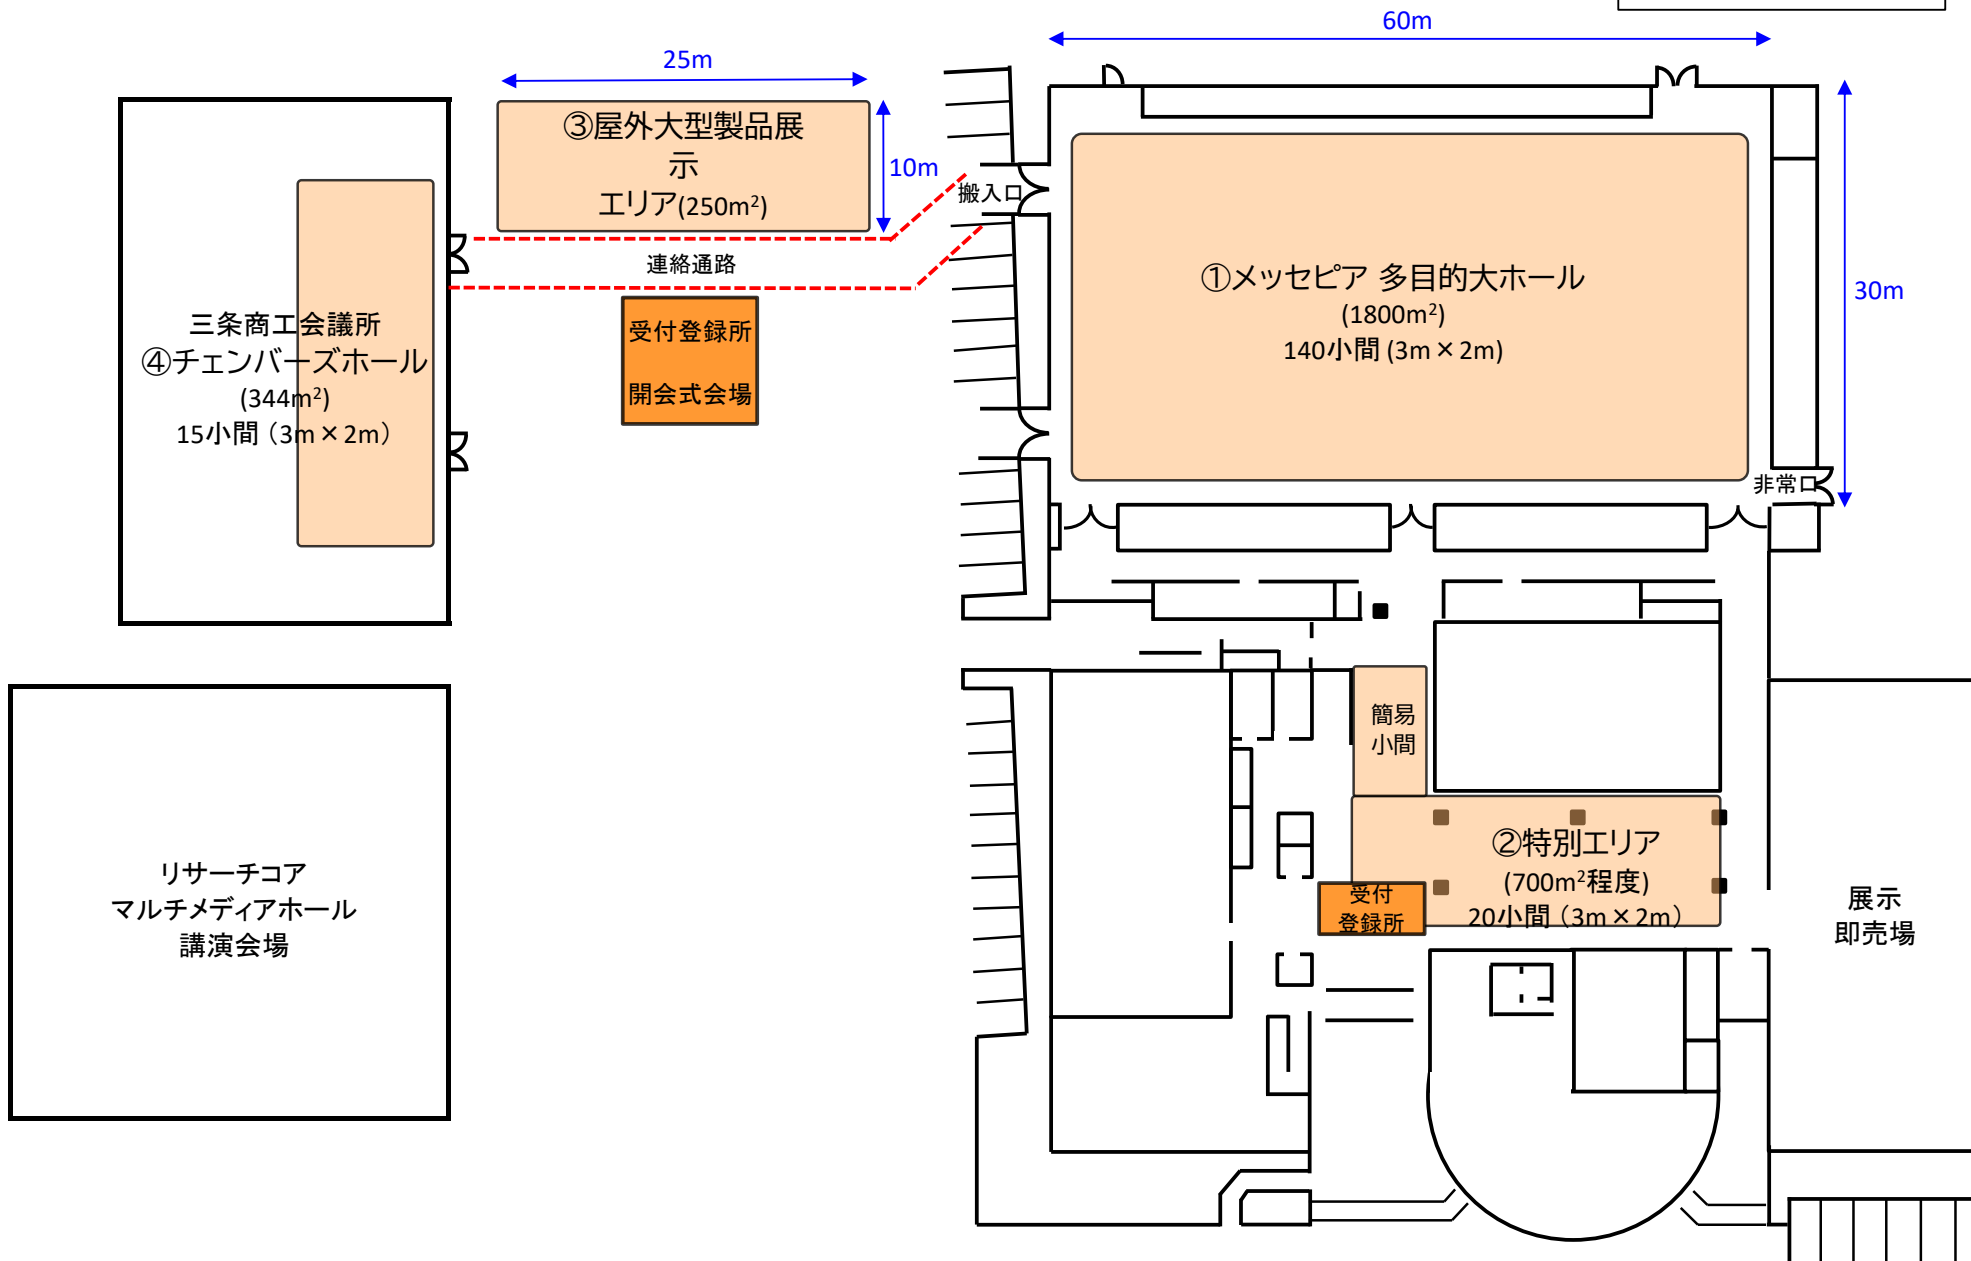 60m
25m
③屋外大型製品展
示
エリア(250m²)
10m
搬入口
連絡通路
①メッセピア 多目的大ホール
(1800m²)
140小間 (3m×2m)
30m
三条商工会議所
④チェンバーズホール
(344m²)
15小間（3m×2m）
受付登録所
開会式会場
非常口
簡易
小間
②特別エリア
(700m²程度)
20小間（3m×2m）
受付
登録所
展示
即売場
リサーチコア
マルチメディアホール
講演会場